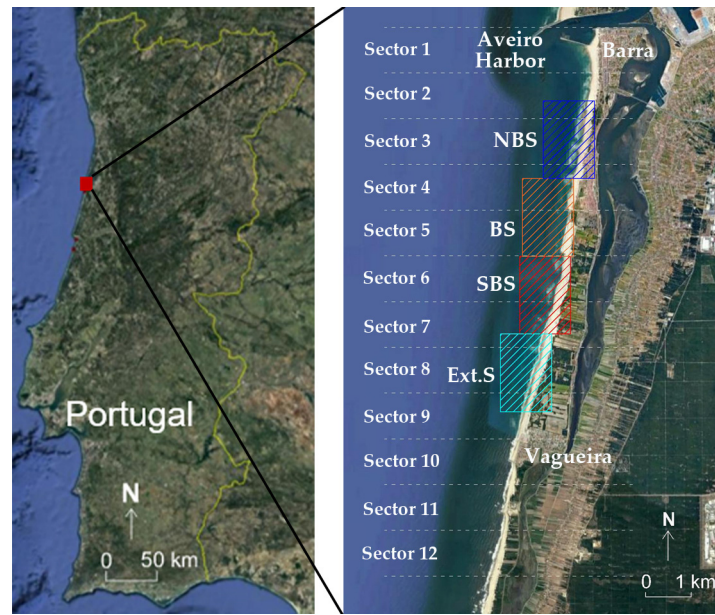 Portugal
N
0 50 km
Aveiro
Harbor
Barra
Sector 1
Sector 2
Sector 3
NBS
Sector 4
Sector 5
BS
Sector 6
SBS
Sector 7
Sector 8
Ext.S
Sector 9
Vagueira
Sector 10
Sector 11
Sector 12
N
0 1 km